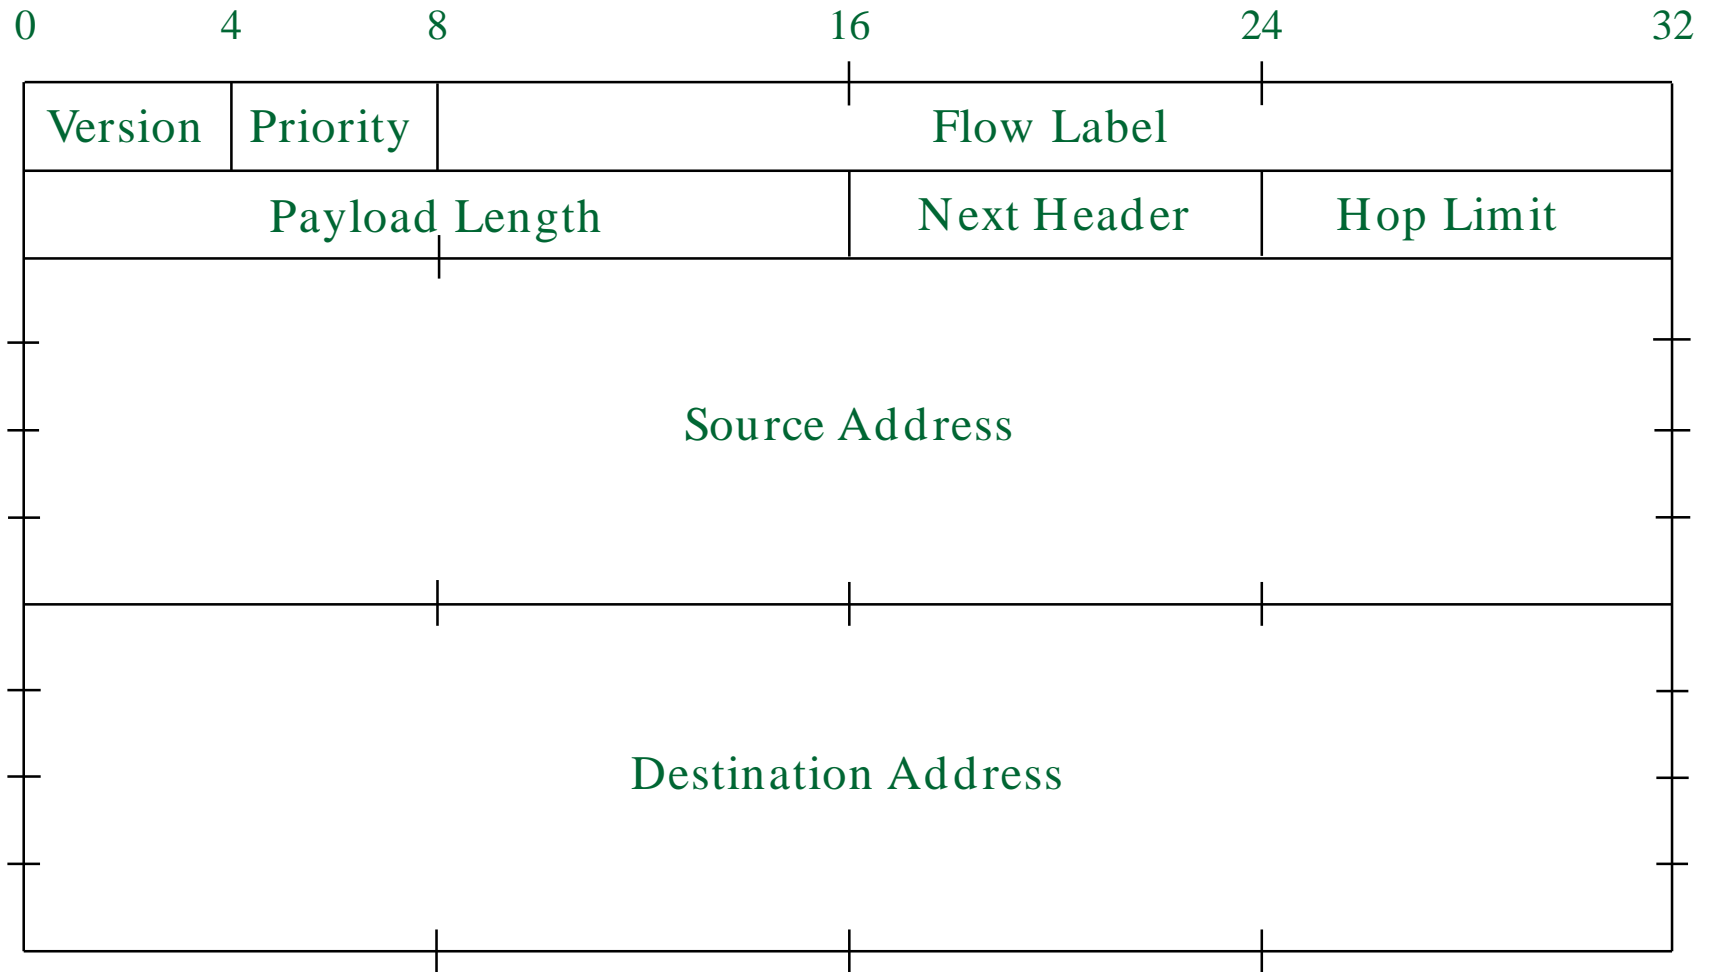 0 4 8 16 24 32
Version Priority Flow Label
Payload Length Next Header Hop Limit
Source Address
Destination Address